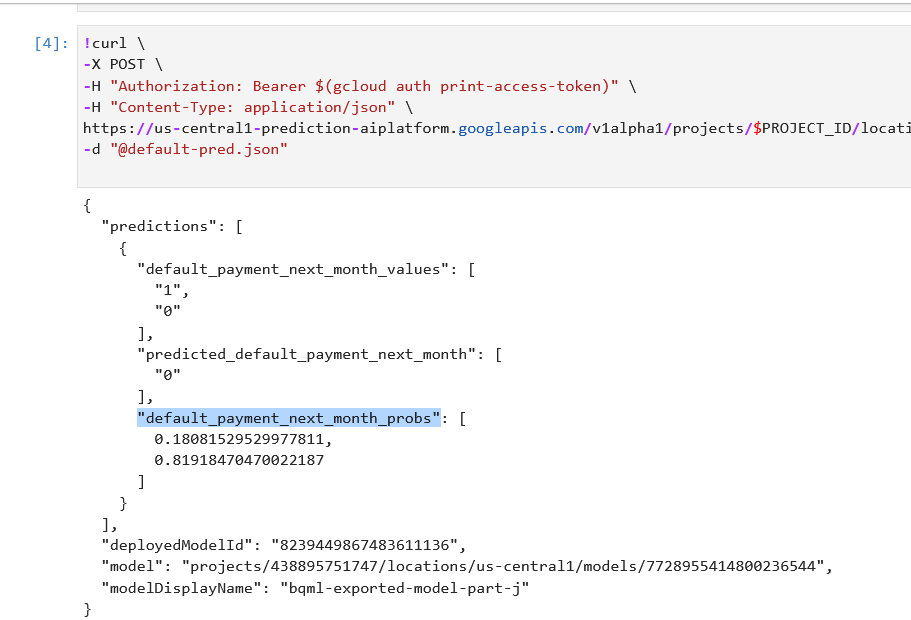 [4]: !curl \
-X POST \
-H "Authorization: Bearer $(gcloud auth print-access-token)" \
-H "Content-Type: application/json" \
https://us-central1-prediction-aiplatform.googleapis.com/v1alpha1/projects/$PROJECT_ID/locati
-d "@default-pred.json"
{
"predictions": [
{
"default_payment_next_month_values": [
"1",
"0"
],
"predicted_default_payment_next_month": [
"0"
],
"default_payment_next_month_probs": [
0.18081529529977811,
0.81918470470022187
]
}
],
"deployedModelId": "8239449867483611136",
"model": "projects/438895751747/locations/us-central1/models/7728955414800236544",
"modelDisplayName": "bqml-exported-model-part-j"
}